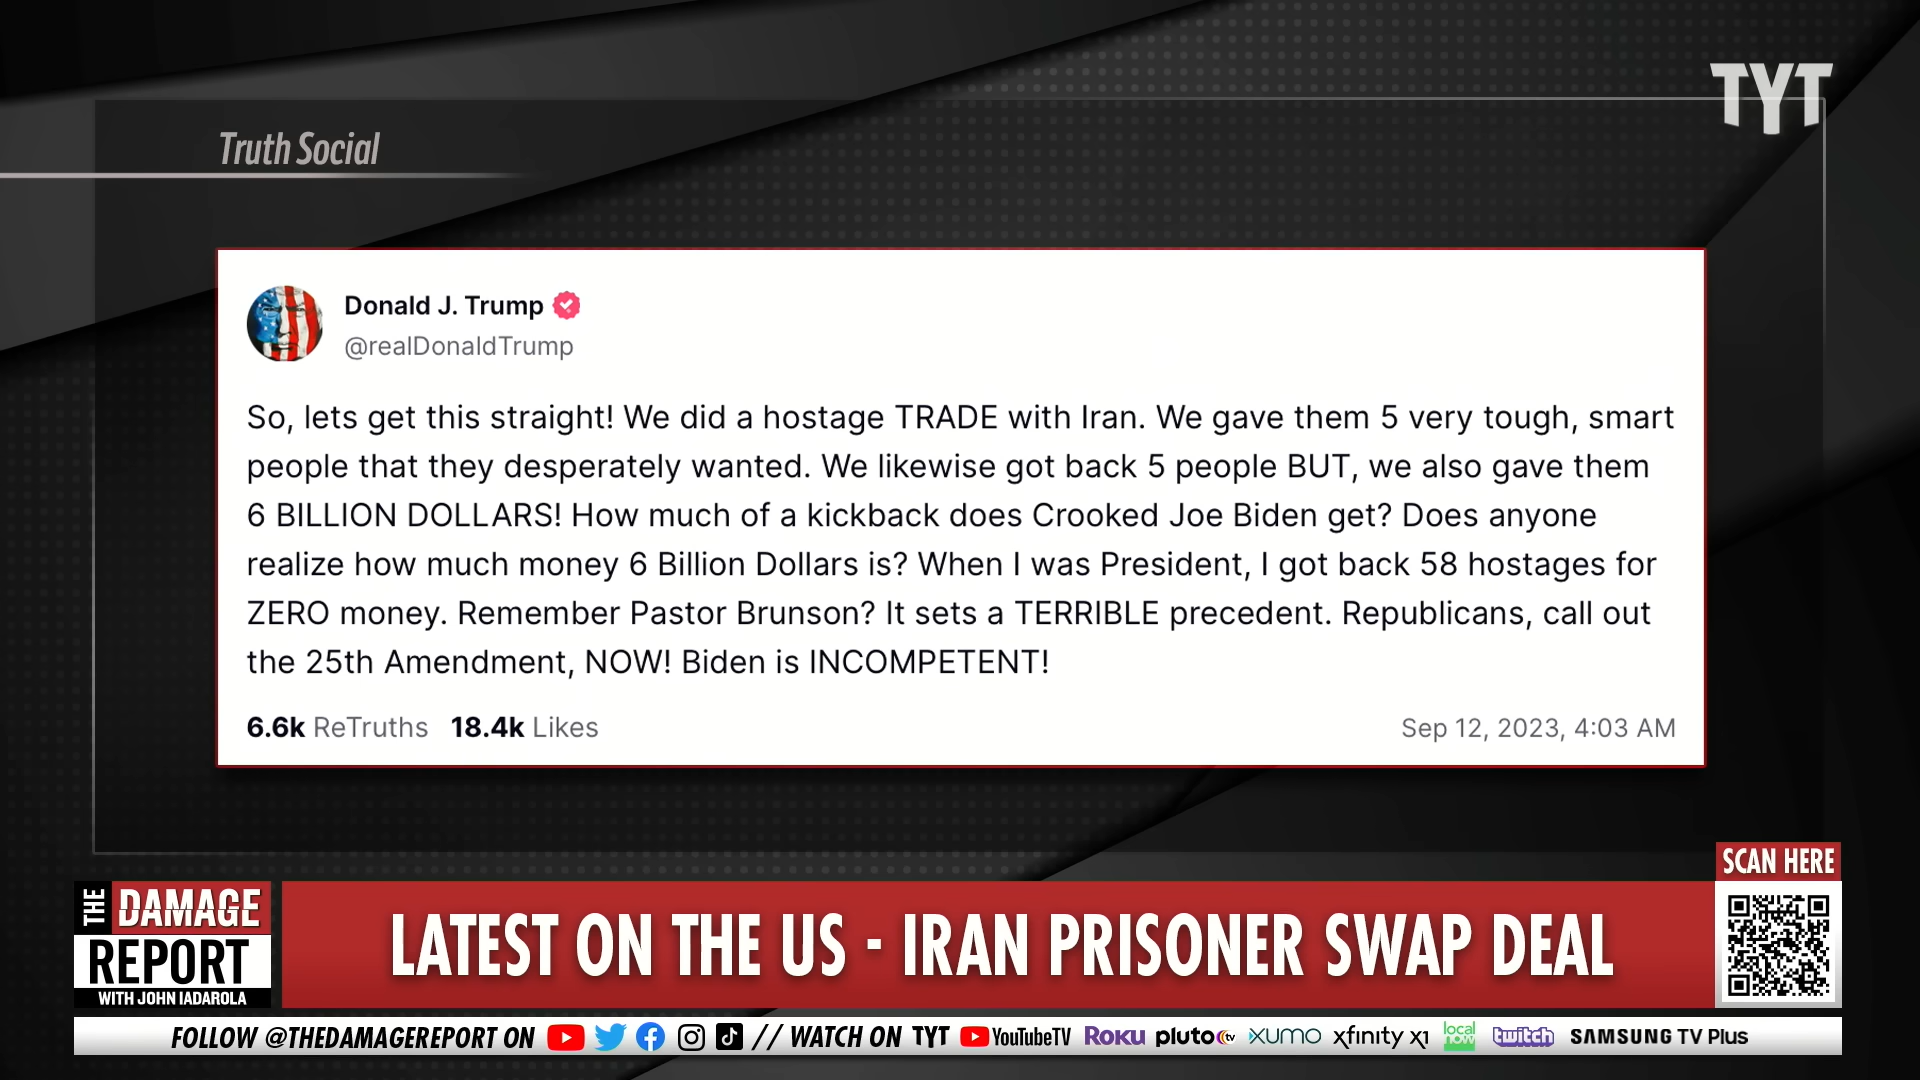 TYT
Truth Social
Donald J. Trump
@realDonaldTrump
So, lets get this straight! We did a hostage TRADE with Iran. We gave them 5 very tough, smart
people that they desperately wanted. We likewise got back 5 people BUT, we also gave them
6 BILLION DOLLARS! How much of a kickback does Crooked Joe Biden get? Does anyone
realize how much money 6 Billion Dollars is? When I was President, I got back 58 hostages for
ZERO money. Remember Pastor Brunson? It sets a TERRIBLE precedent. Republicans, call out
the 25th Amendment, NOW! Biden is INCOMPETENT!
6.6k ReTruths 18.4k Likes
Sep 12, 2023, 4:03 AM
SCAN HERE
THE DAMAGE
REPORT
WITH JOHN IADAROLA
LATEST ON THE US - IRAN PRISONER SWAP DEAL
FOLLOW @THEDAMAGEREPORT ON // WATCH ON TYT YouTubeTV ROKU pluto tv XUMO xfinity x1 local now twitch SAMSUNG TV Plus